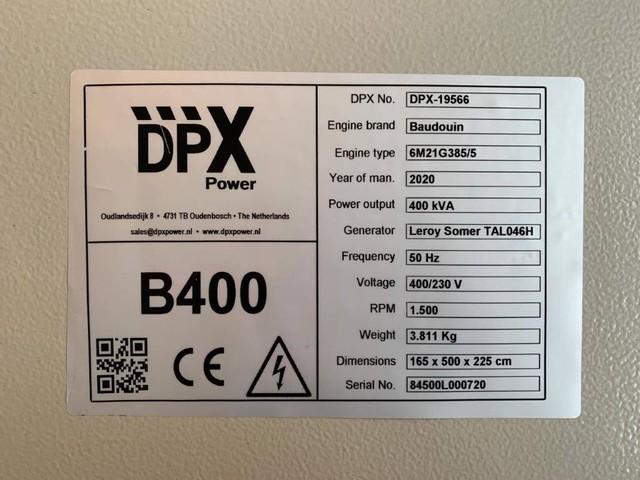 DPX
Power
Oudlandsedijk 8 • 4731 TB Oudenbosch • The Netherlands
sales@dpxpower.nl • www.dpxpower.nl
B400
CE
DPX No. DPX-19566
Engine brand Baudouin
Engine type 6M21G385/5
Year of man. 2020
Power output 400 kVA
Generator Leroy Somer TAL046H
Frequency 50 Hz
Voltage 400/230 V
RPM 1.500
Weight 3.811 Kg
Dimensions 165 x 500 x 225 cm
Serial No. 84500L000720